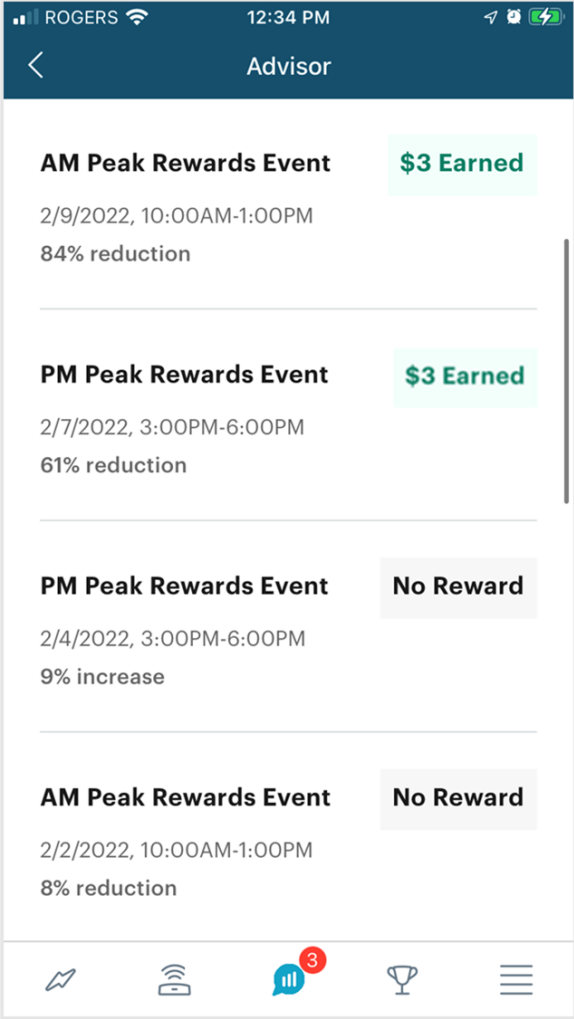 ROGERS 12:34 PM
Advisor
AM Peak Rewards Event $3 Earned
2/9/2022, 10:00AM-1:00PM
84% reduction
PM Peak Rewards Event $3 Earned
2/7/2022, 3:00PM-6:00PM
61% reduction
PM Peak Rewards Event No Reward
2/4/2022, 3:00PM-6:00PM
9% increase
AM Peak Rewards Event No Reward
2/2/2022, 10:00AM-1:00PM
8% reduction
3